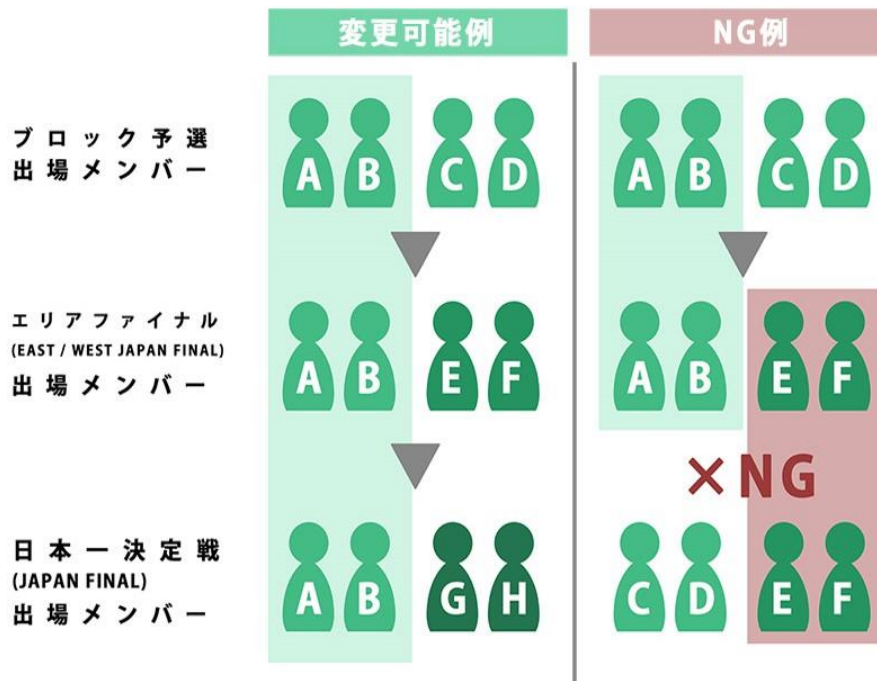 変更可能例 NG例
ブロック予選
出場メンバー
A B C D A B C D
エリアファイナル
(EAST / WEST JAPAN FINAL)
出場メンバー
A B E F A B E F
×NG
日本一決定戦
(JAPAN FINAL)
出場メンバー
A B G H C D E F